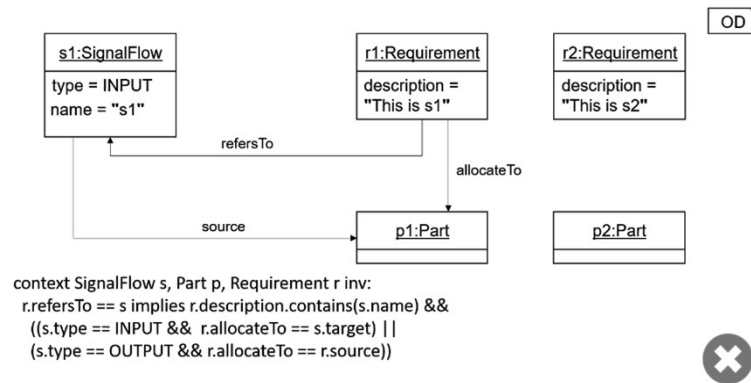 OD
s1:SignalFlow
type = INPUT
name = "s1"
r1:Requirement
description =
"This is s1"
r2:Requirement
description =
"This is s2"
refersTo
allocateTo
source
p1:Part
p2:Part
context SignalFlow s, Part p, Requirement r inv:
r.refersTo == s implies r.description.contains(s.name) &&
((s.type == INPUT && r.allocateTo == s.target) ||
(s.type == OUTPUT && r.allocateTo == r.source))